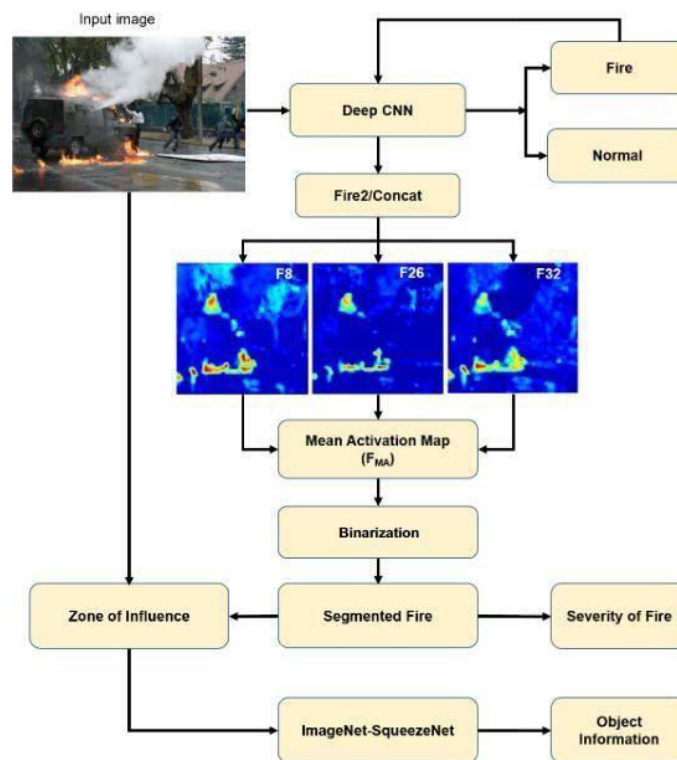 Input image
Fire
Deep CNN
Normal
Fire2/Concat
F8
F26
F32
Mean Activation Map
(FMA)
Binarization
Zone of Influence
Segmented Fire
Severity of Fire
ImageNet-SqueezeNet
Object
Information